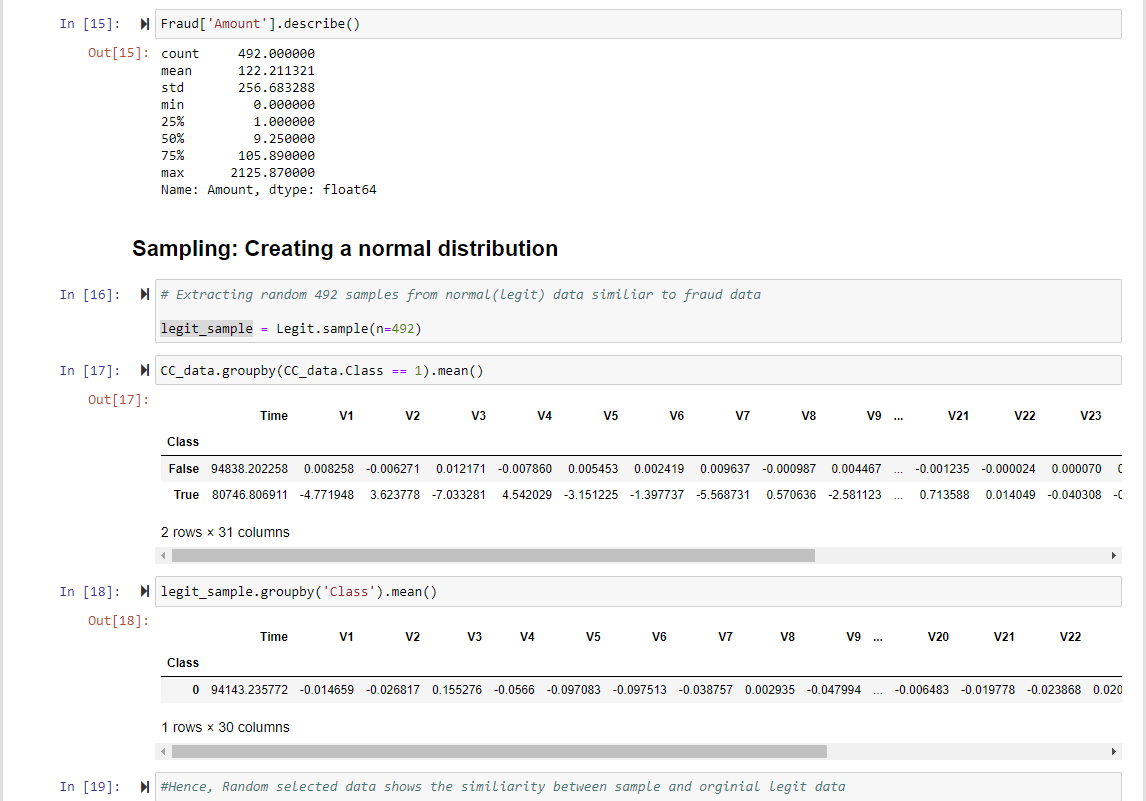 In [15]: Fraud['Amount'].describe()
Out[15]: count 492.000000
mean 122.211321
std 256.683288
min 0.000000
25% 1.000000
50% 9.250000
75% 105.890000
max 2125.870000
Name: Amount, dtype: float64
Sampling: Creating a normal distribution
In [16]: # Extracting random 492 samples from normal(legit) data similiar to fraud data
legit_sample = Legit.sample(n=492)
In [17]: CC_data.groupby(CC_data.Class == 1).mean()
Out[17]:
Time V1 V2 V3 V4 V5 V6 V7 V8 V9 ... V21 V22 V23
Class
False 94838.202258 0.008258 -0.006271 0.012171 -0.007860 0.005453 0.002419 0.009637 -0.000987 0.004467 ... -0.001235 -0.000024 0.000070
True 80746.806911 -4.771948 3.623778 -7.033281 4.542029 -3.151225 -1.397737 -5.568731 0.570636 -2.581123 ... 0.713588 0.014049 -0.040308
2 rows × 31 columns
In [18]: legit_sample.groupby('Class').mean()
Out[18]:
Time V1 V2 V3 V4 V5 V6 V7 V8 V9 ... V20 V21 V22
Class
0 94143.235772 -0.014659 -0.026817 0.155276 -0.0566 -0.097083 -0.097513 -0.038757 0.002935 -0.047994 ... -0.006483 -0.019778 -0.023868 0.020
1 rows × 30 columns
In [19]: #Hence, Random selected data shows the similiarity between sample and orginial legit data